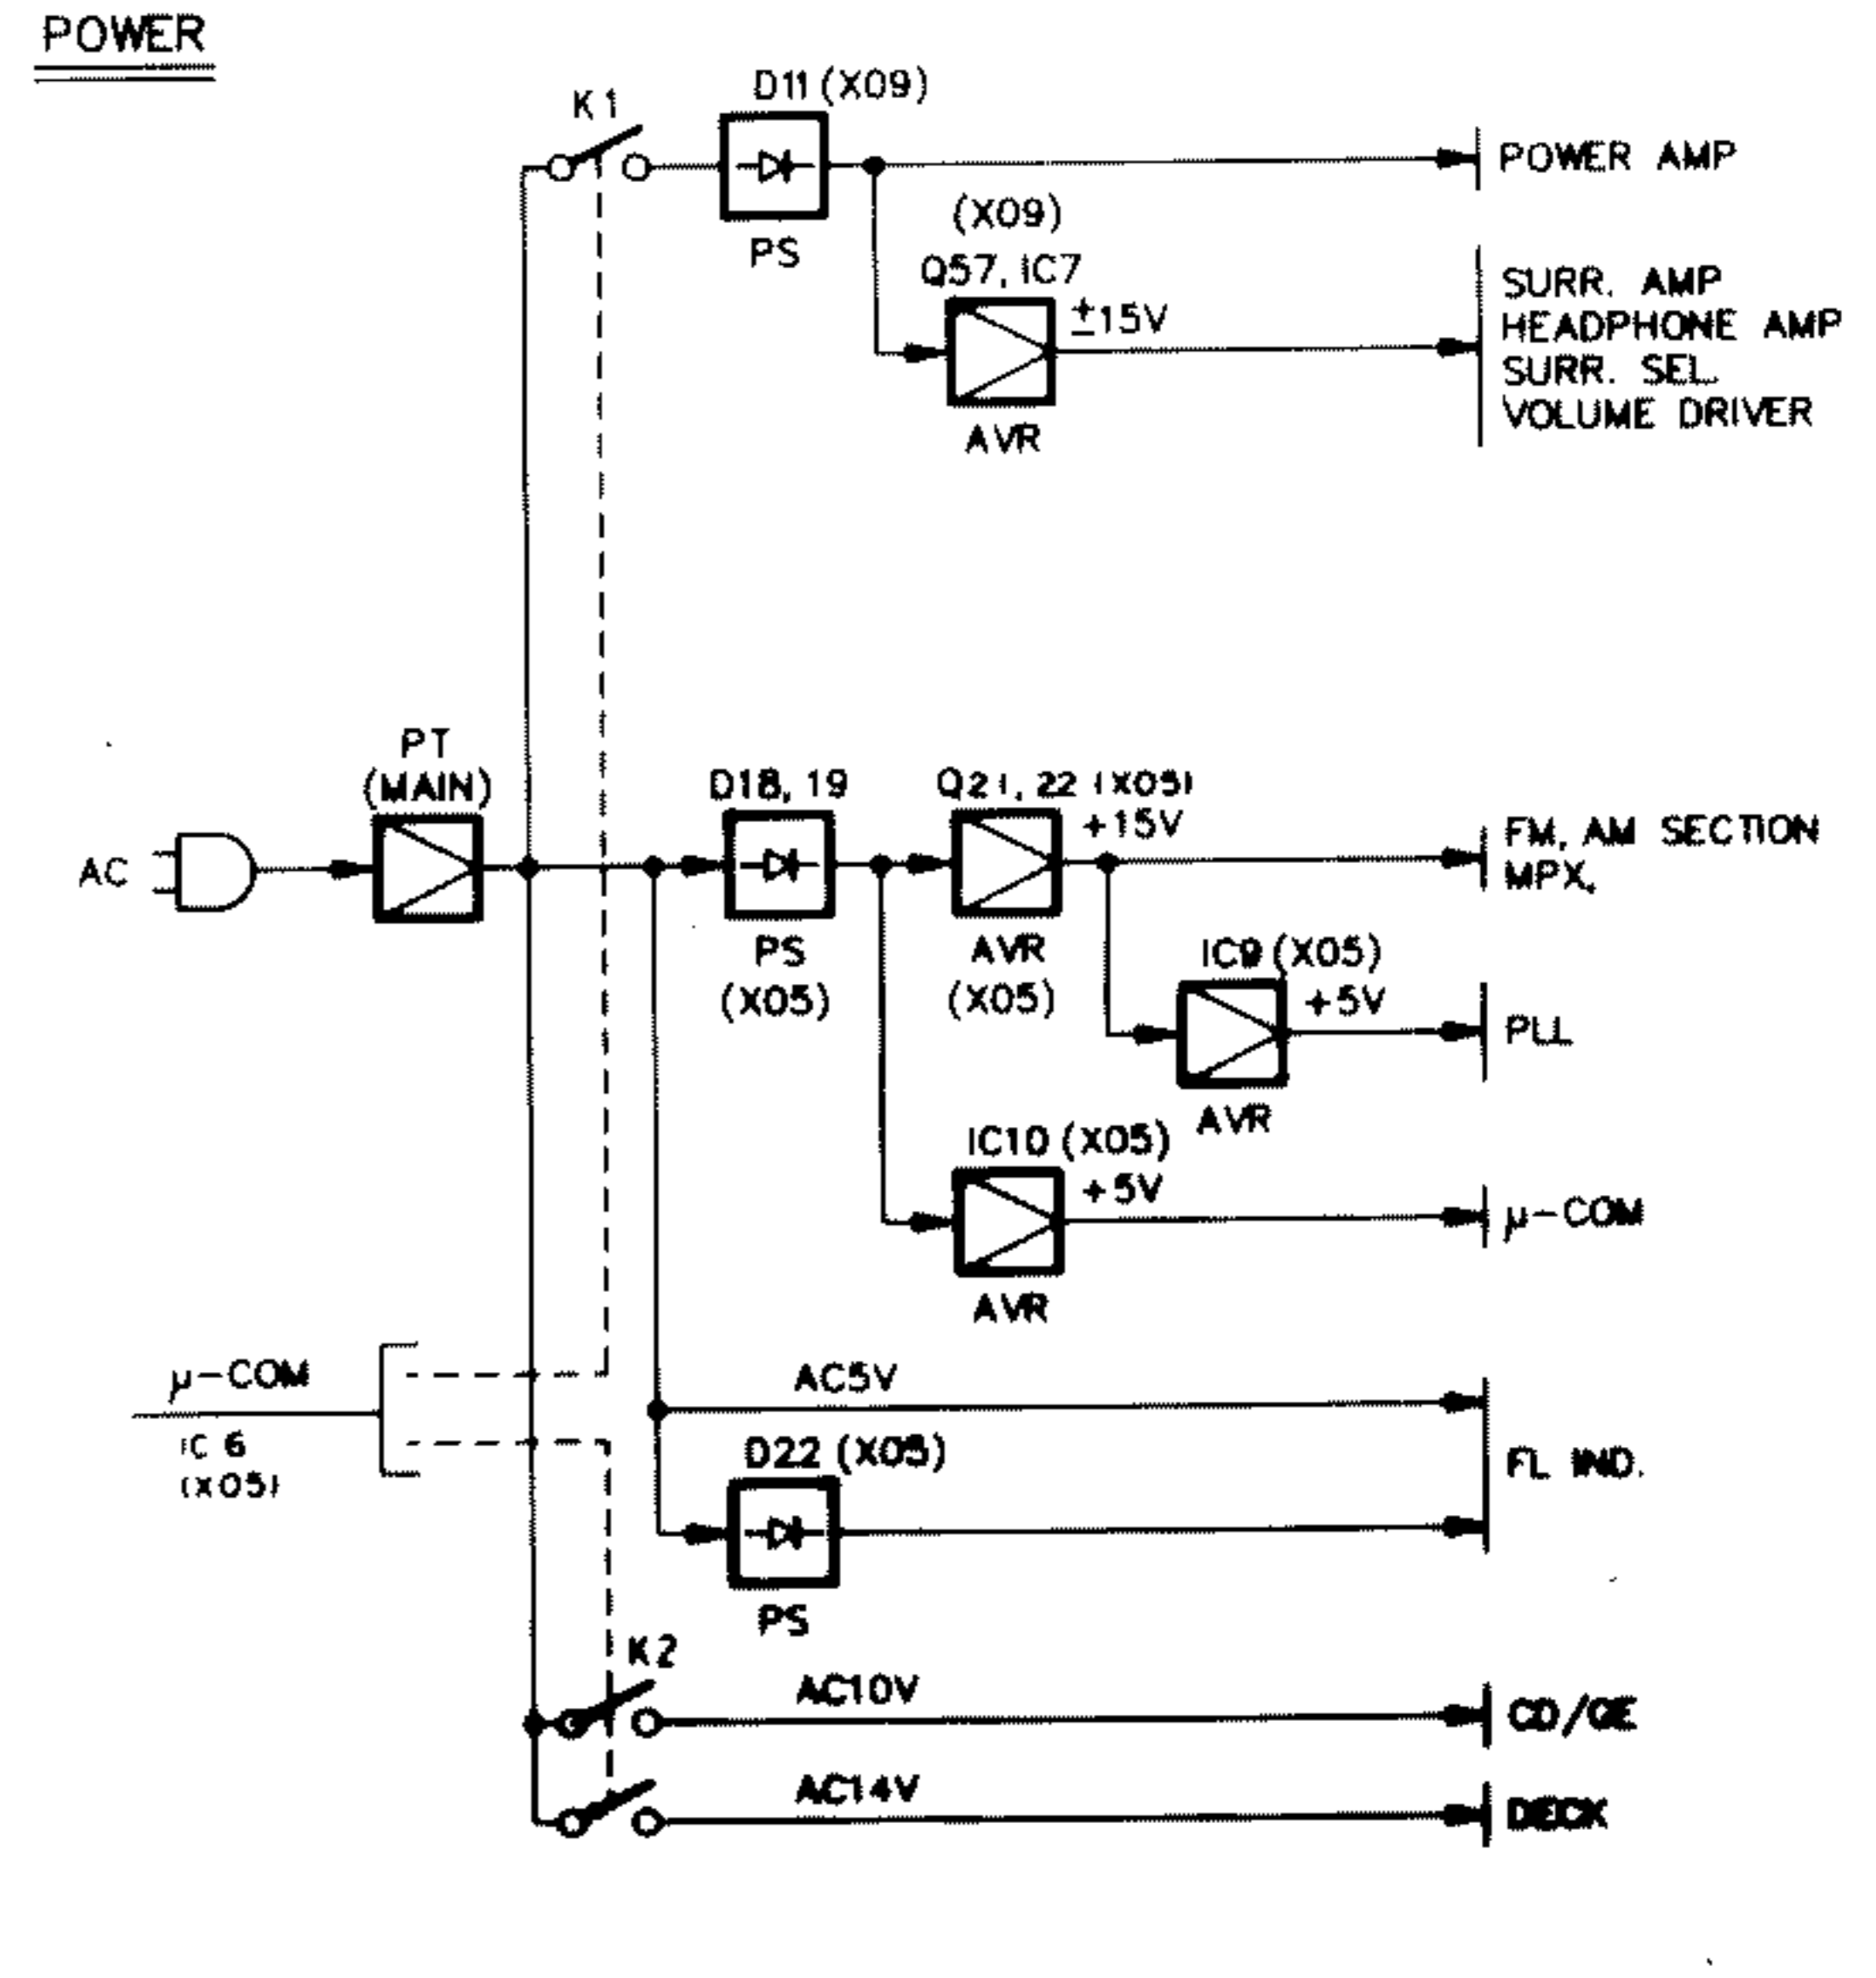 POWER
K1
D11 (X09)
PS
POWER AMP
(X09)
Q57, IC7
±15V
AVR
SURR. AMP
HEADPHONE AMP
SURR. SEL.
VOLUME DRIVER
AC
PT
(MAIN)
D18, 19
PS
(X05)
Q21, 22 (X05)
+15V
AVR
(X05)
FM, AM SECTION
MPX.
IC9 (X05)
+5V
AVR
PLL
IC10 (X05)
+5V
AVR
μ-COM
μ-COM
IC 6
(X05)
AC5V
D22 (X05)
PS
FL IND.
K2
AC10V
CD/GE
AC14V
DECK